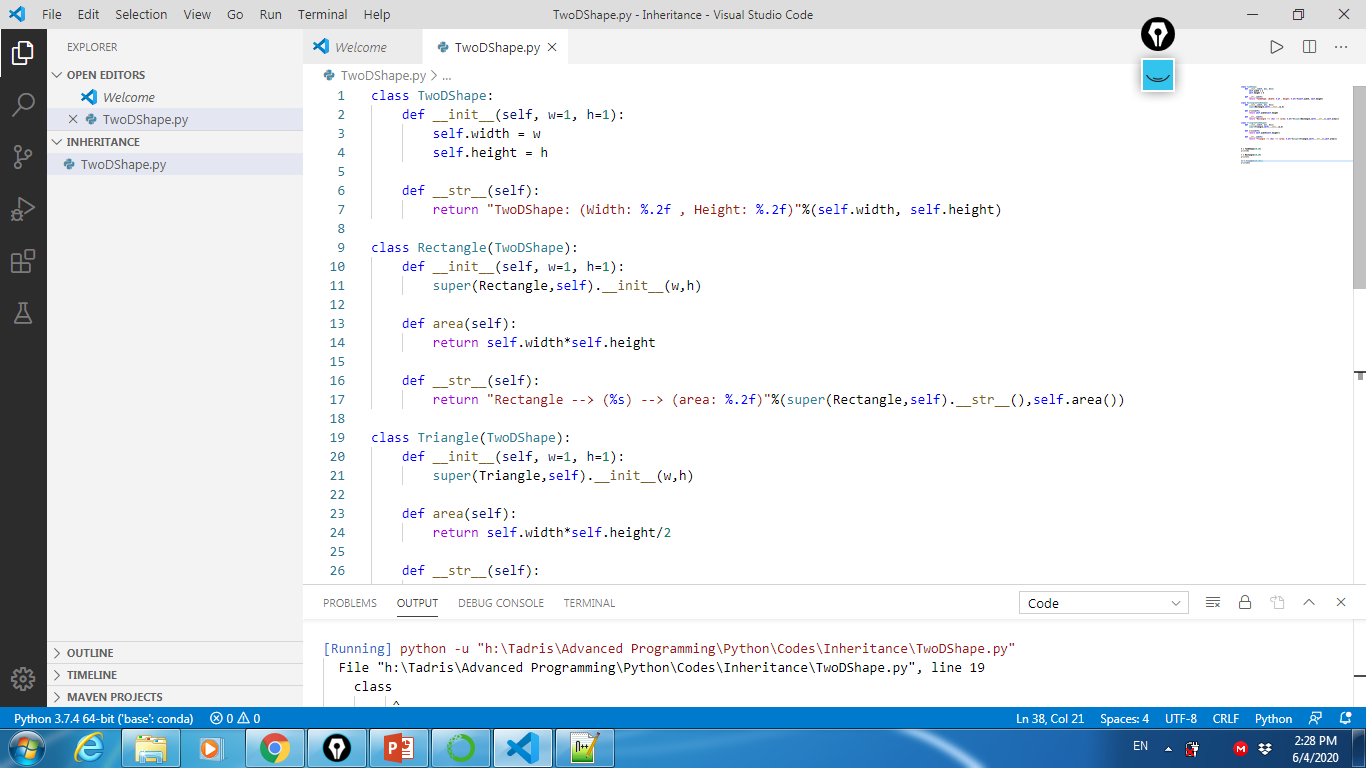 File Edit Selection View Go Run Terminal Help TwoDShape.py - Inheritance - Visual Studio Code
EXPLORER
OPEN EDITORS
Welcome
TwoDShape.py
INHERITANCE
TwoDShape.py
OUTLINE
TIMELINE
MAVEN PROJECTS
Welcome TwoDShape.py
TwoDShape.py > ...
1 class TwoDShape:
2 def __init__(self, w=1, h=1):
3 self.width = w
4 self.height = h
5
6 def __str__(self):
7 return "TwoDShape: (Width: %.2f , Height: %.2f)"%(self.width, self.height)
8
9 class Rectangle(TwoDShape):
10 def __init__(self, w=1, h=1):
11 super(Rectangle,self).__init__(w,h)
12
13 def area(self):
14 return self.width*self.height
15
16 def __str__(self):
17 return "Rectangle --> (%s) --> (area: %.2f)"%(super(Rectangle,self).__str__(),self.area())
18
19 class Triangle(TwoDShape):
20 def __init__(self, w=1, h=1):
21 super(Triangle,self).__init__(w,h)
22
23 def area(self):
24 return self.width*self.height/2
25
26 def __str__(self):
PROBLEMS OUTPUT DEBUG CONSOLE TERMINAL Code
[Running] python -u "h:\Tadris\Advanced Programming\Python\Codes\Inheritance\TwoDShape.py"
File "h:\Tadris\Advanced Programming\Python\Codes\Inheritance\TwoDShape.py", line 19
class
^
Python 3.7.4 64-bit ('base': conda) 0 0 Ln 38, Col 21 Spaces: 4 UTF-8 CRLF Python
EN 2:28 PM
6/4/2020